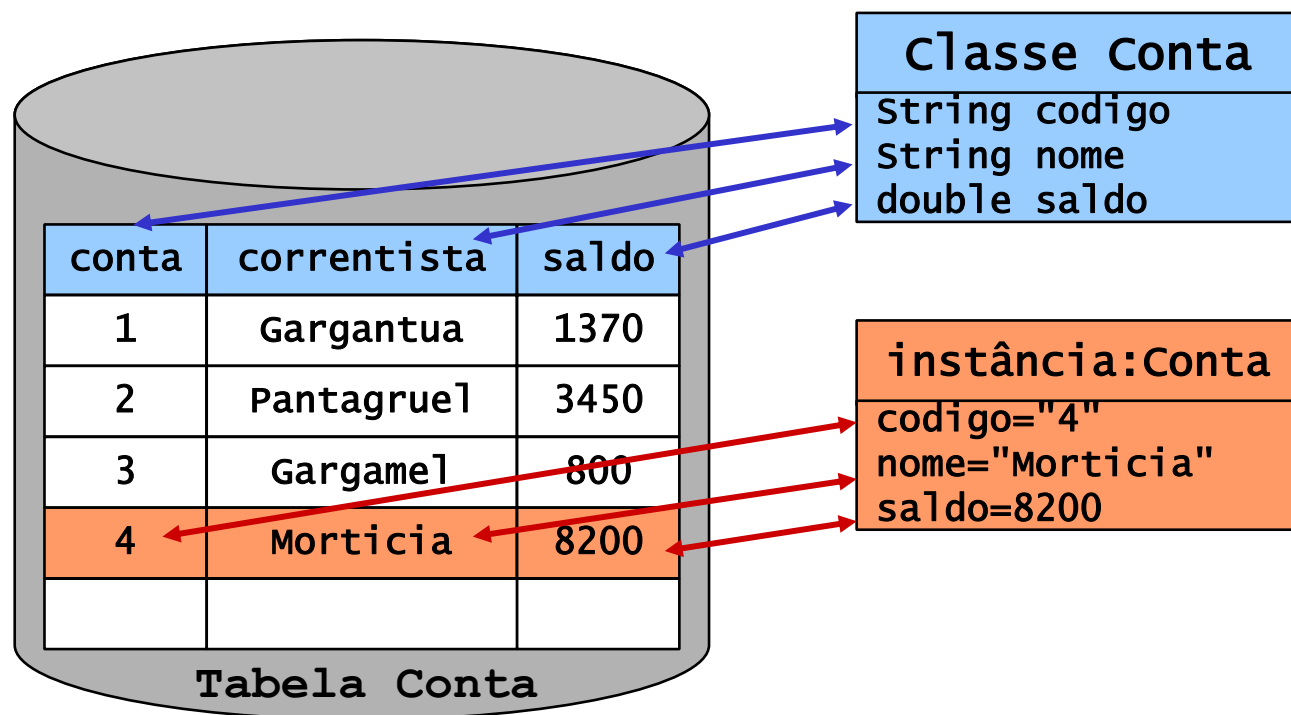 Classe Conta
String codigo
String nome
double saldo
conta correntista saldo
1 Gargantua 1370
2 Pantagruel 3450
3 Gargamel 800
4 Morticia 8200
Tabela Conta
instância:Conta
codigo="4"
nome="Morticia"
saldo=8200